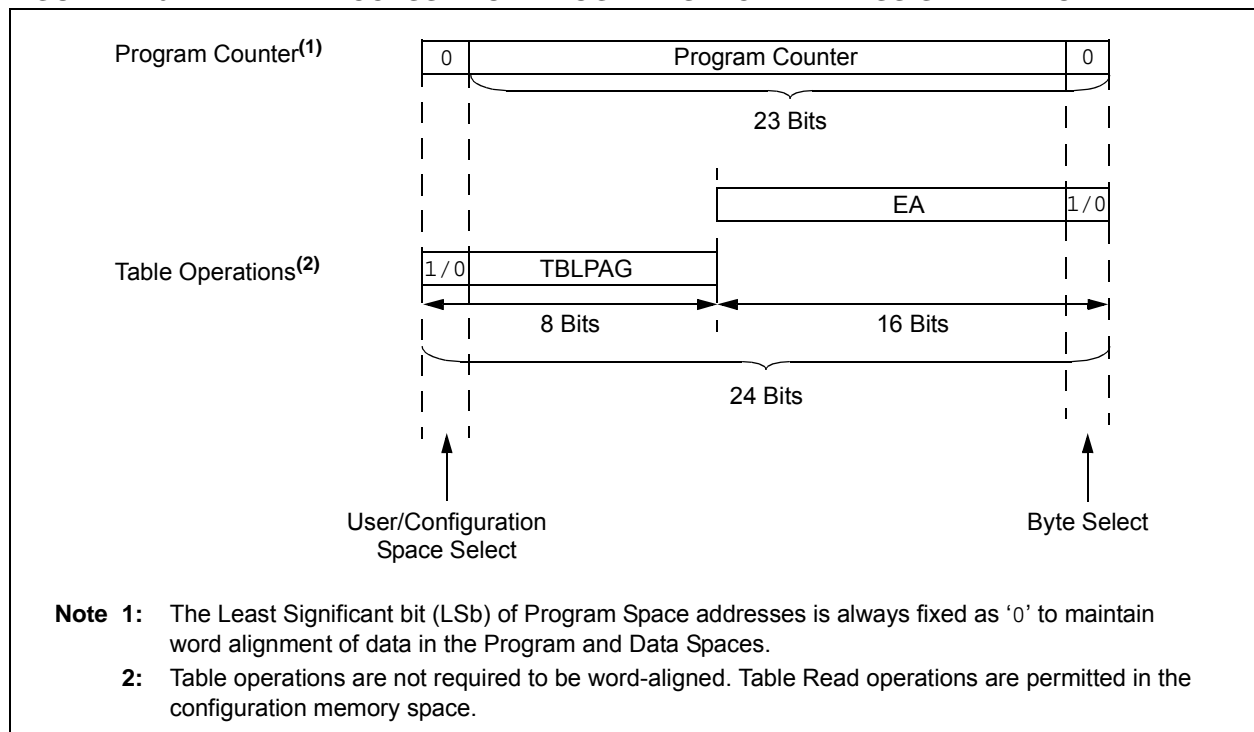 Program Counter(1)
0 Program Counter 0
23 Bits
EA 1/0
Table Operations(2)
1/0 TBLPAG
8 Bits 16 Bits
24 Bits
User/Configuration
Space Select
Byte Select
Note 1: The Least Significant bit (LSb) of Program Space addresses is always fixed as ‘0’ to maintain
word alignment of data in the Program and Data Spaces.
2: Table operations are not required to be word-aligned. Table Read operations are permitted in the
configuration memory space.